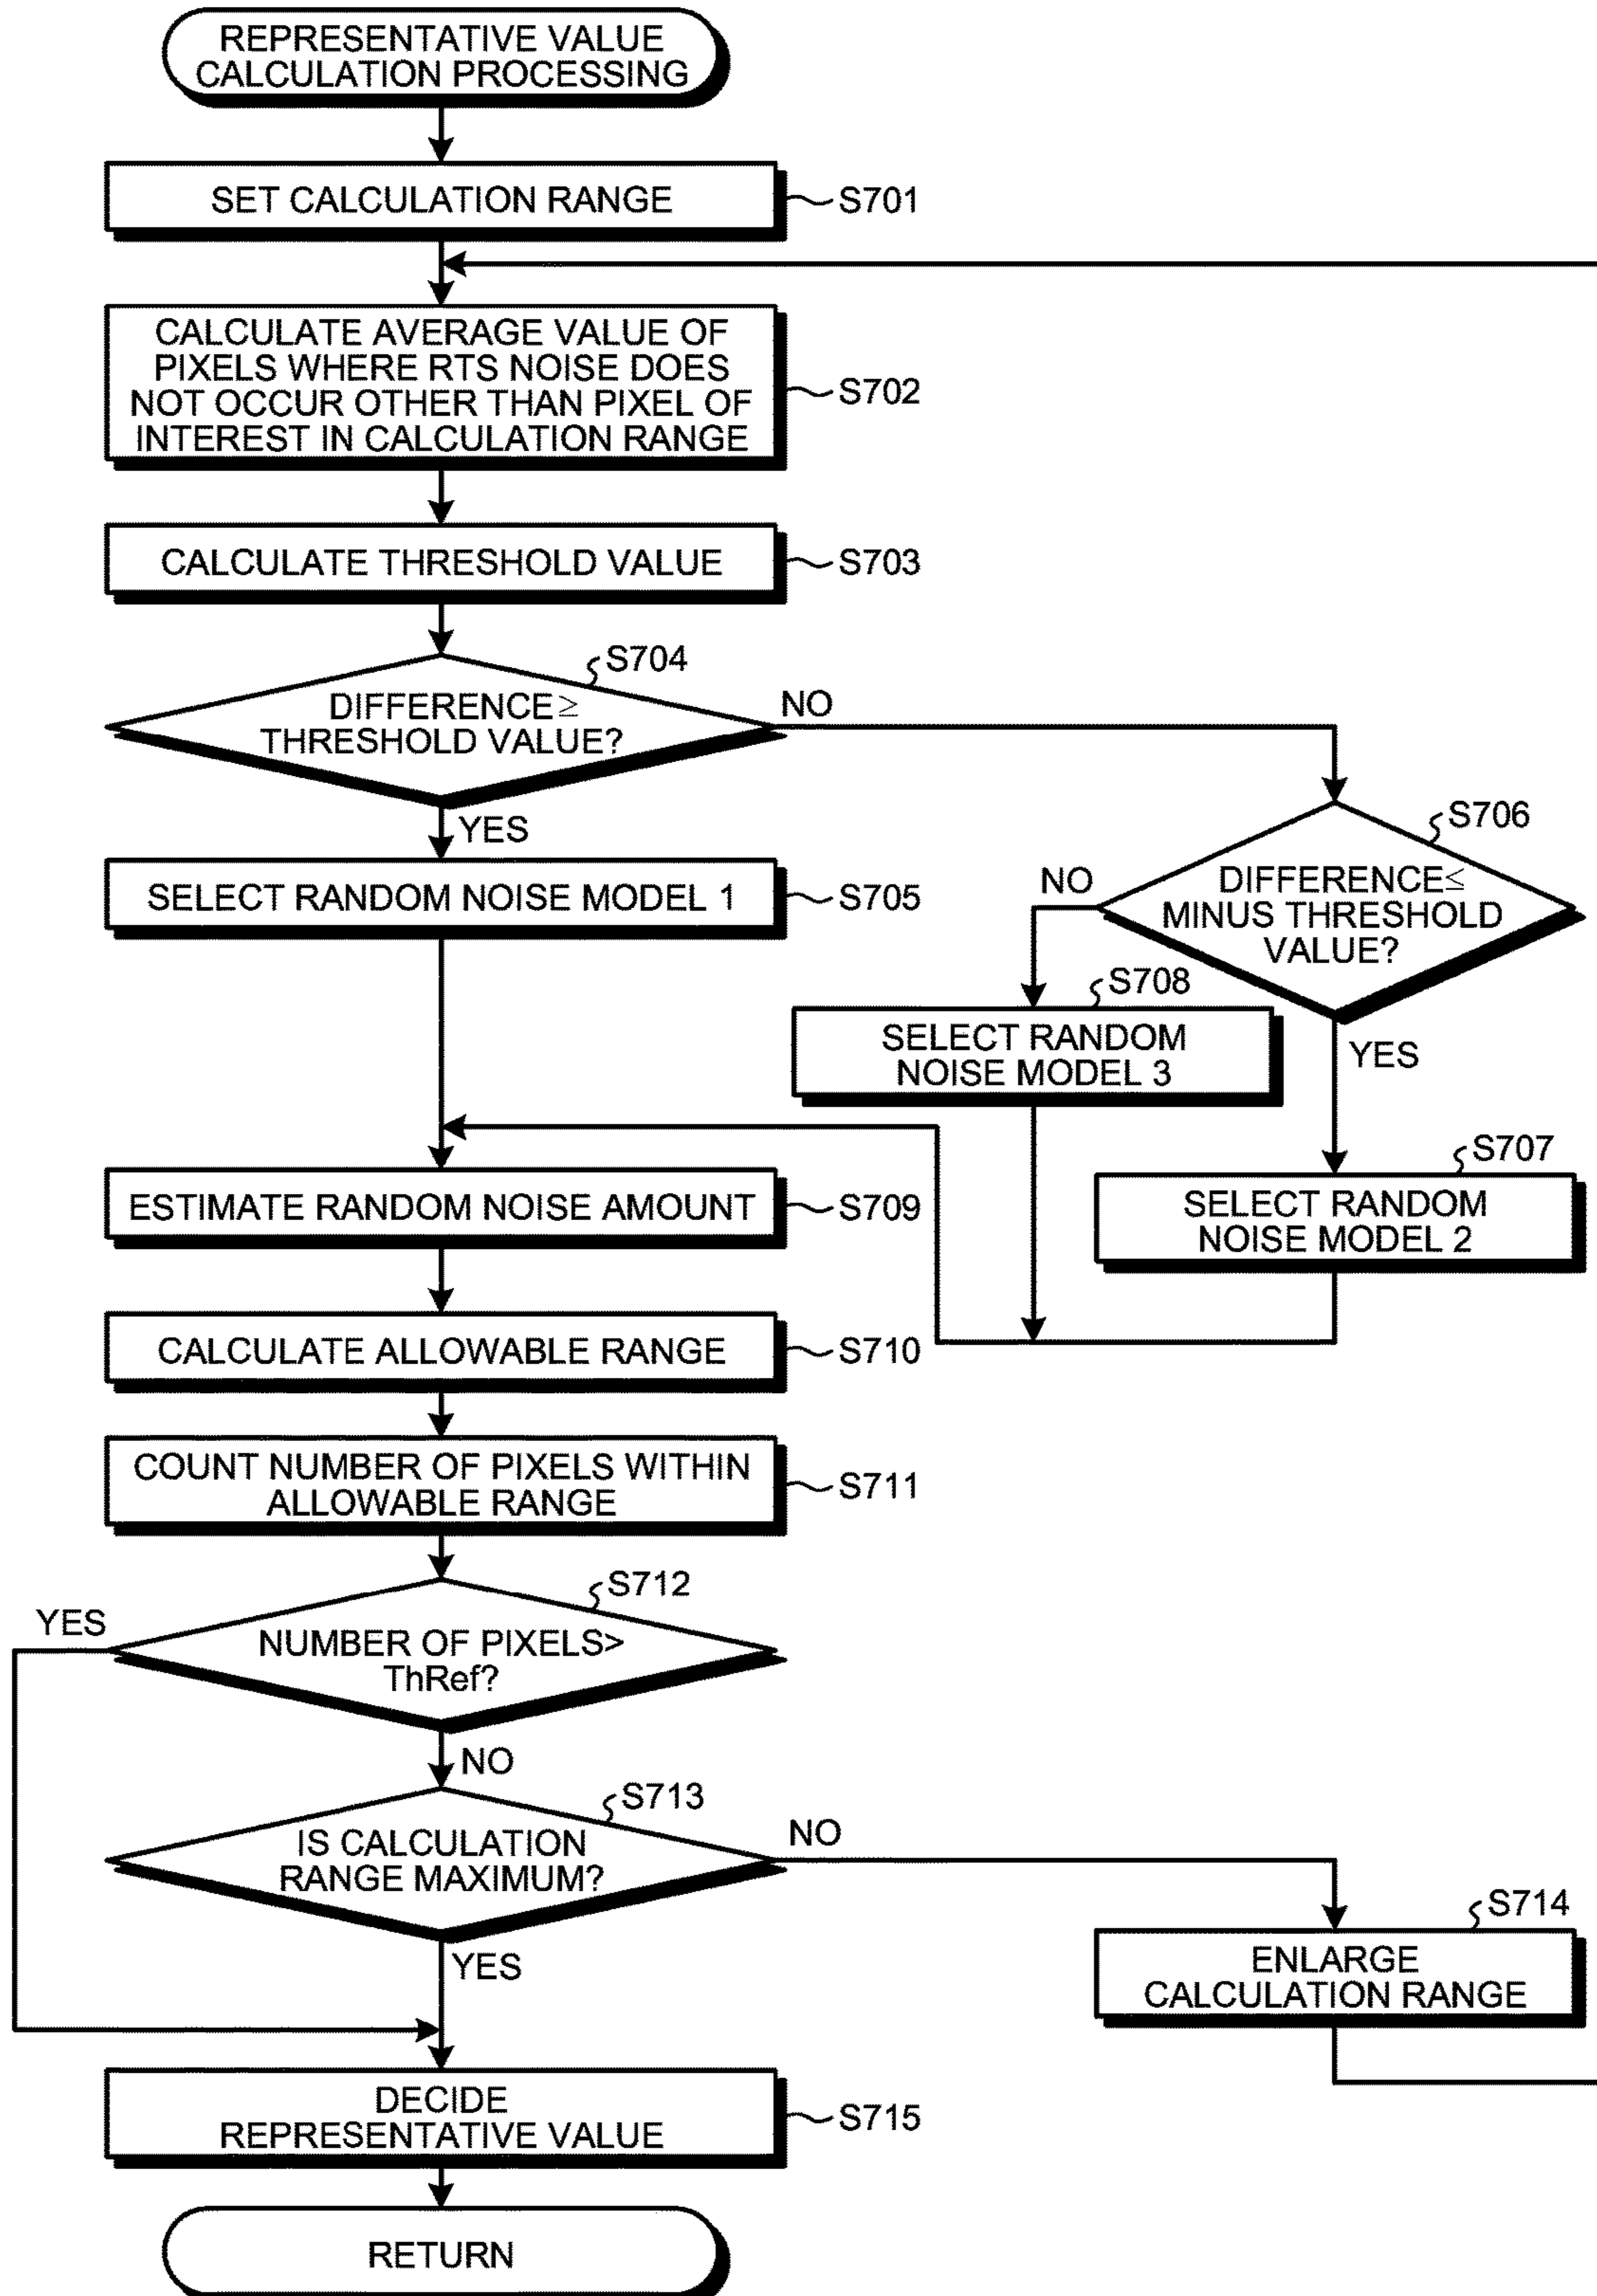 REPRESENTATIVE VALUE
CALCULATION PROCESSING
SET CALCULATION RANGE
S701
CALCULATE AVERAGE VALUE OF
PIXELS WHERE RTS NOISE DOES
NOT OCCUR OTHER THAN PIXEL OF
INTEREST IN CALCULATION RANGE
S702
CALCULATE THRESHOLD VALUE
S703
S704
DIFFERENCE≥
THRESHOLD VALUE?
NO
YES
SELECT RANDOM NOISE MODEL 1
S705
S706
DIFFERENCE≤
MINUS THRESHOLD
VALUE?
NO
YES
S708
SELECT RANDOM
NOISE MODEL 3
S707
SELECT RANDOM
NOISE MODEL 2
ESTIMATE RANDOM NOISE AMOUNT
S709
CALCULATE ALLOWABLE RANGE
S710
COUNT NUMBER OF PIXELS WITHIN
ALLOWABLE RANGE
S711
S712
NUMBER OF PIXELS>
ThRef?
YES
NO
S713
IS CALCULATION
RANGE MAXIMUM?
NO
YES
S714
ENLARGE
CALCULATION RANGE
DECIDE
REPRESENTATIVE VALUE
S715
RETURN